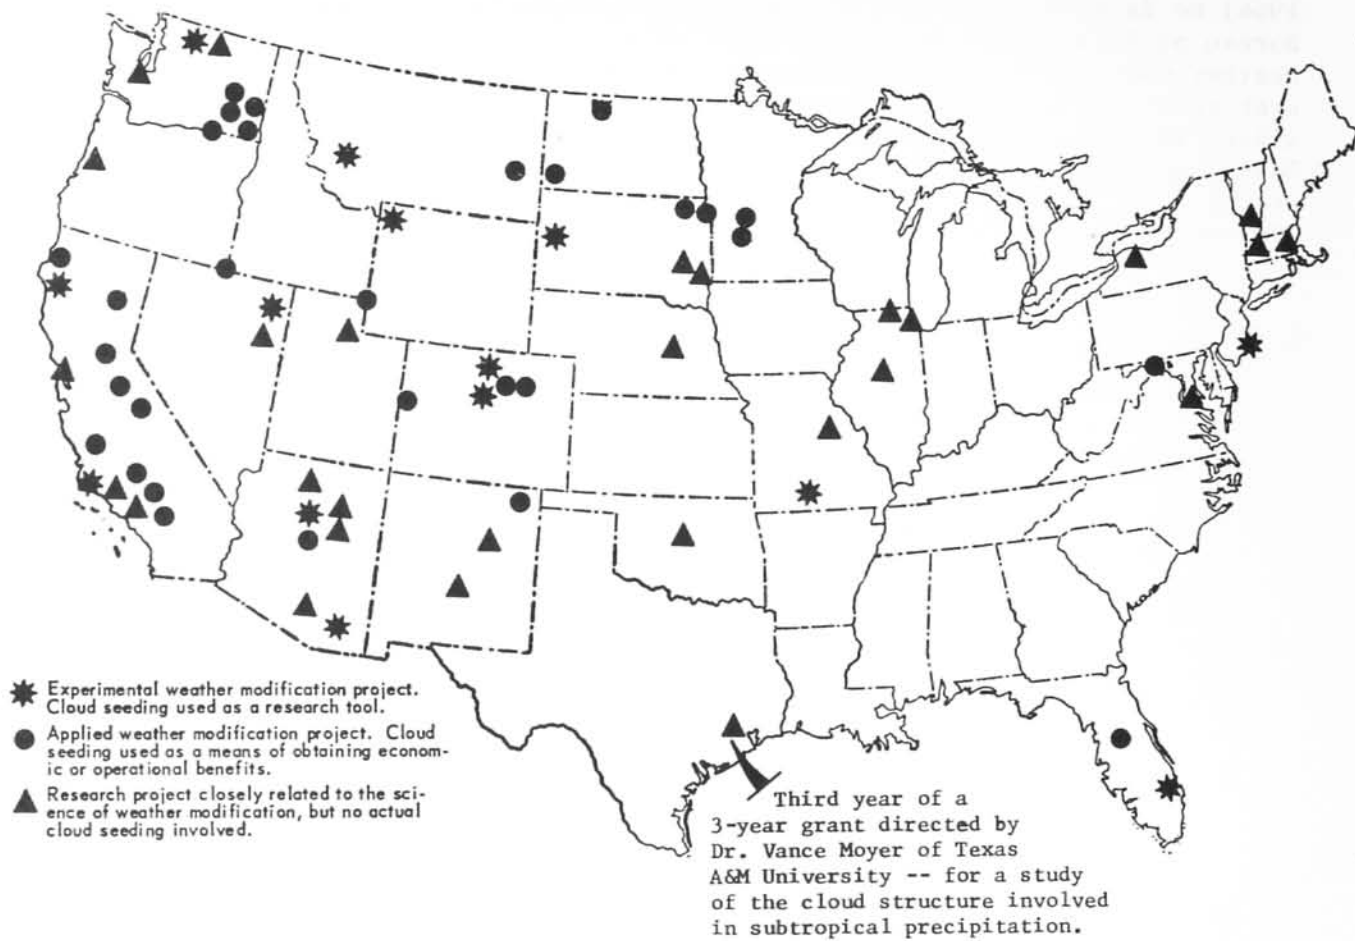 Experimental weather modification project.
Cloud seeding used as a research tool.
Applied weather modification project. Cloud
seeding used as a means of obtaining econom-
ic or operational benefits.
Research project closely related to the sci-
ence of weather modification, but no actual
cloud seeding involved.
Third year of a
3-year grant directed by
Dr. Vance Moyer of Texas
A&M University -- for a study
of the cloud structure involved
in subtropical precipitation.